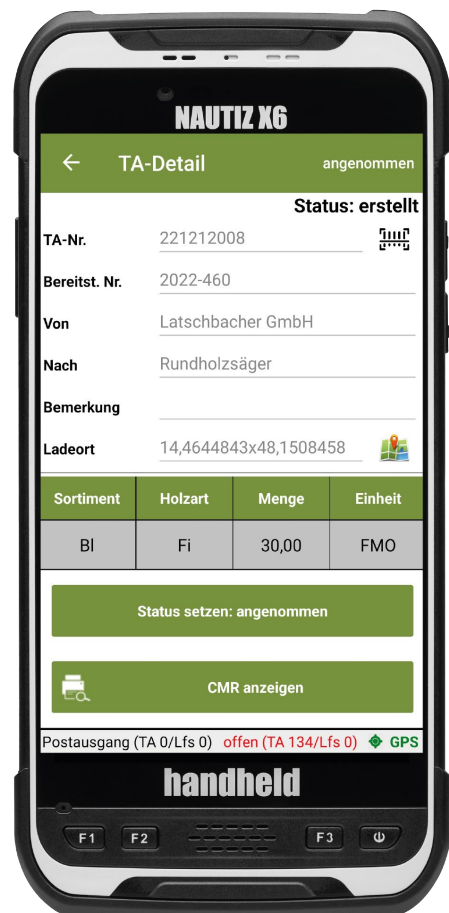 NAUTIZ X6
TA-Detail angenommen
Status: erstellt
TA-Nr. 221212008
Bereitst. Nr. 2022-460
Von Latschbacher GmbH
Nach Rundholzsäger
Bemerkung
Ladeort 14,4644843x48,1508458
Sortiment Holzart Menge Einheit
Bl Fi 30,00 FMO
Status setzen: angenommen
CMR anzeigen
Postausgang (TA 0/Lfs 0) offen (TA 134/Lfs 0) GPS
handheld
F1 F2 F3